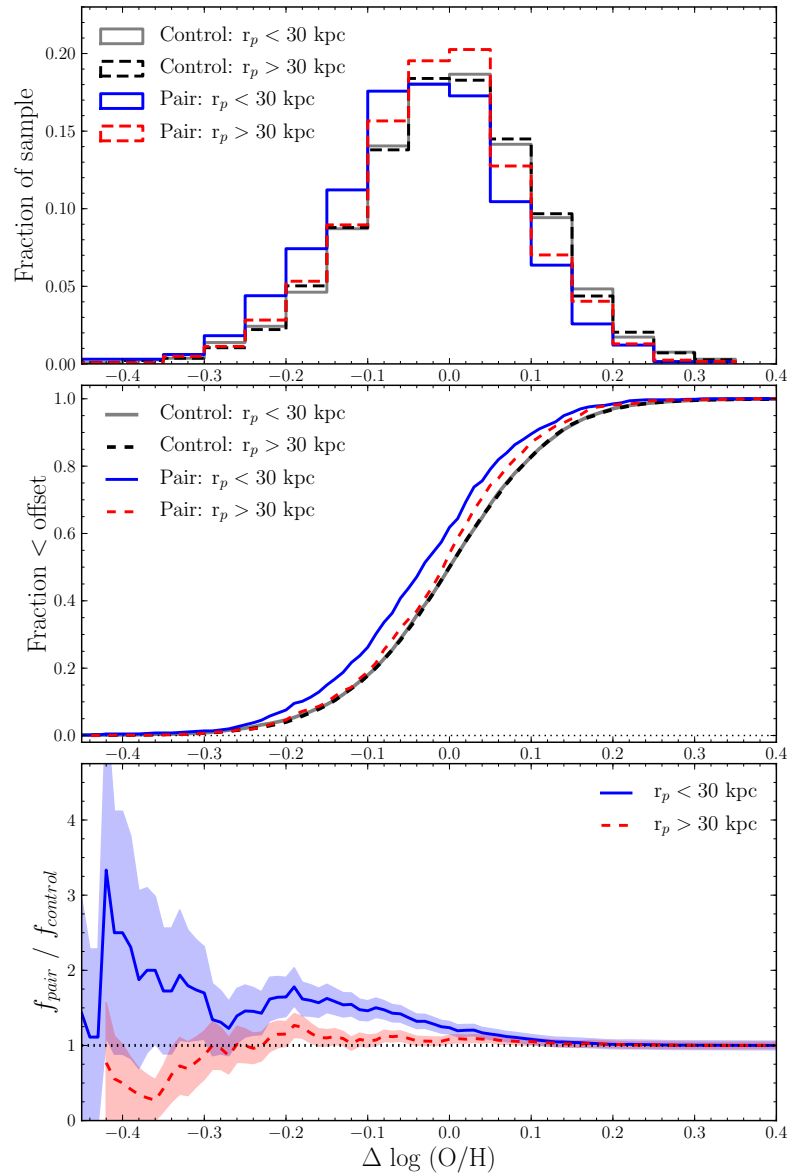 Control: r_p < 30 kpc
Control: r_p > 30 kpc
Pair: r_p < 30 kpc
Pair: r_p > 30 kpc
Fraction of sample
0.20
0.15
0.10
0.05
0.00
−0.4 −0.3 −0.2 −0.1 0.0 0.1 0.2 0.3 0.4
Control: r_p < 30 kpc
Control: r_p > 30 kpc
Pair: r_p < 30 kpc
Pair: r_p > 30 kpc
Fraction < offset
1.0
0.8
0.6
0.4
0.2
0.0
−0.4 −0.3 −0.2 −0.1 0.0 0.1 0.2 0.3 0.4
r_p < 30 kpc
r_p > 30 kpc
f_pair / f_control
4
3
2
1
0
−0.4 −0.3 −0.2 −0.1 0.0 0.1 0.2 0.3 0.4
Δ log (O/H)